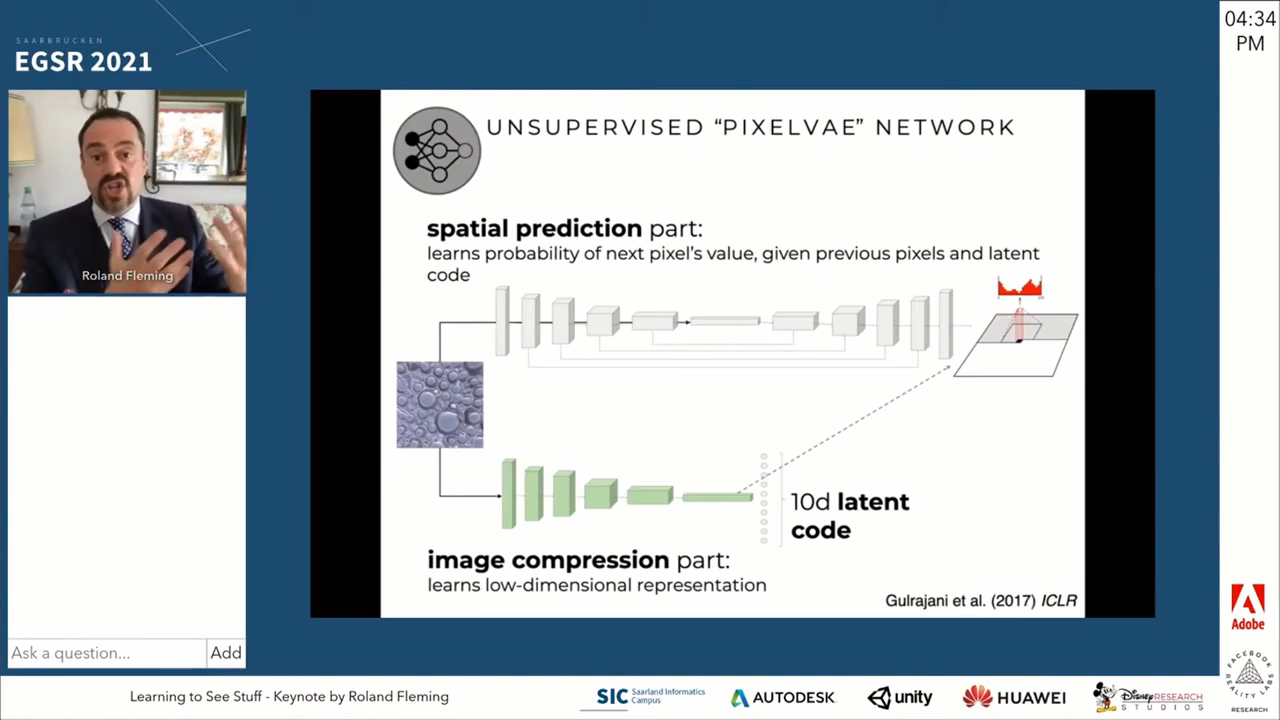 SAARBRÜCKEN
EGSR 2021
04:34
PM
UNSUPERVISED “PIXELVAE” NETWORK
spatial prediction part:
learns probability of next pixel’s value, given previous pixels and latent
code
Roland Fleming
10d latent
code
image compression part:
learns low-dimensional representation
Gulrajani et al. (2017) ICLR
Ask a question...
Add
Adobe
FACEBOOK REALITY LABS
RESEARCH
Learning to See Stuff - Keynote by Roland Fleming
SIC Saarland Informatics
Campus
AUTODESK
unity
HUAWEI
Disney RESEARCH
STUDIOS